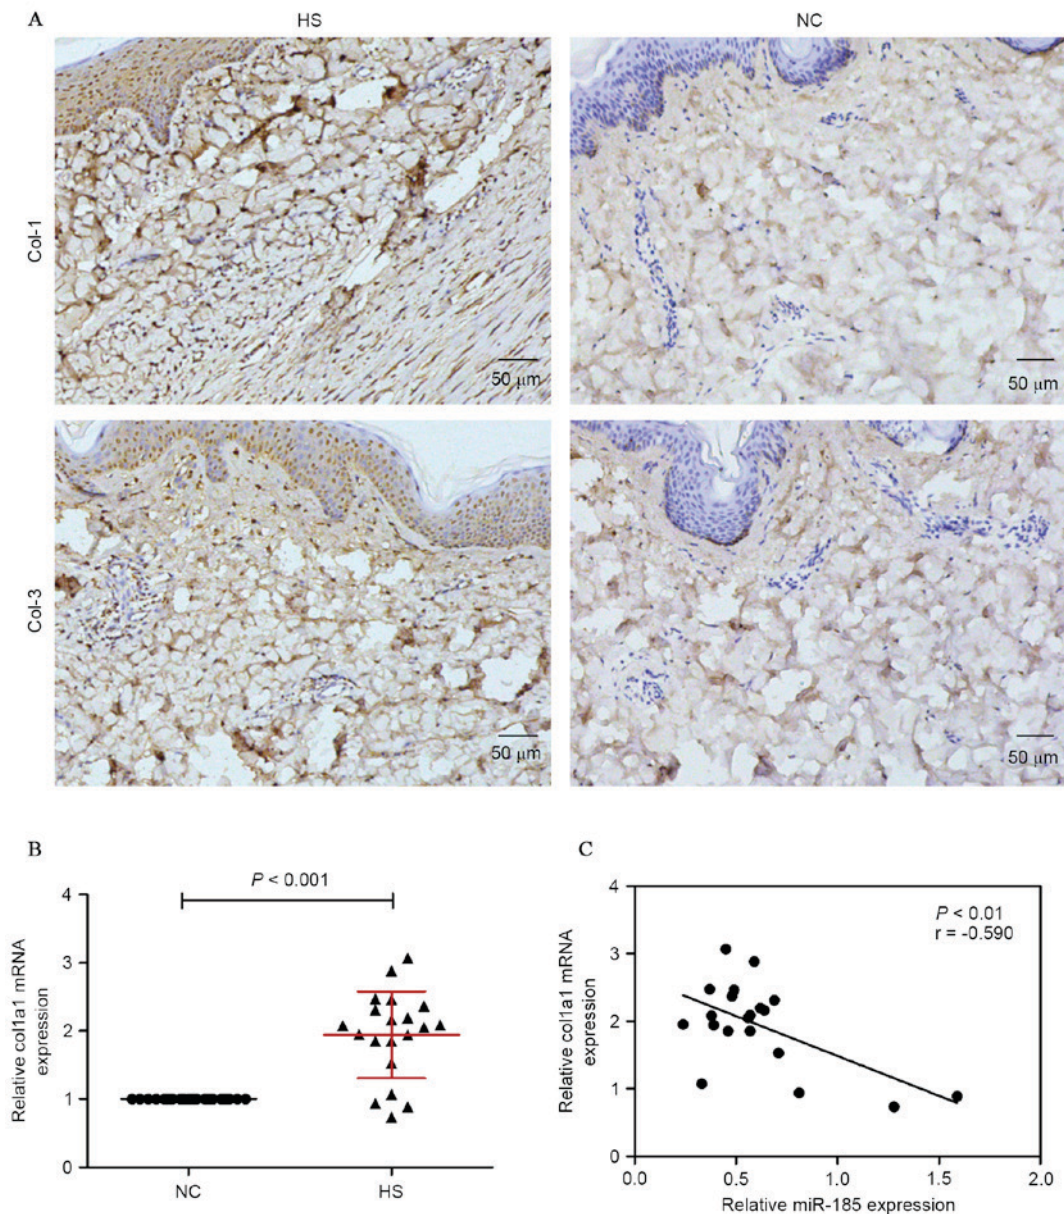 A
HS
NC
Col-1
50 μm
50 μm
Col-3
50 μm
50 μm
B
P < 0.001
Relative col1a1 mRNA
expression
4
3
2
1
0
NC
HS
C
P < 0.01
r = -0.590
Relative col1a1 mRNA
expression
4
3
2
1
0
0.0
0.5
1.0
1.5
2.0
Relative miR-185 expression